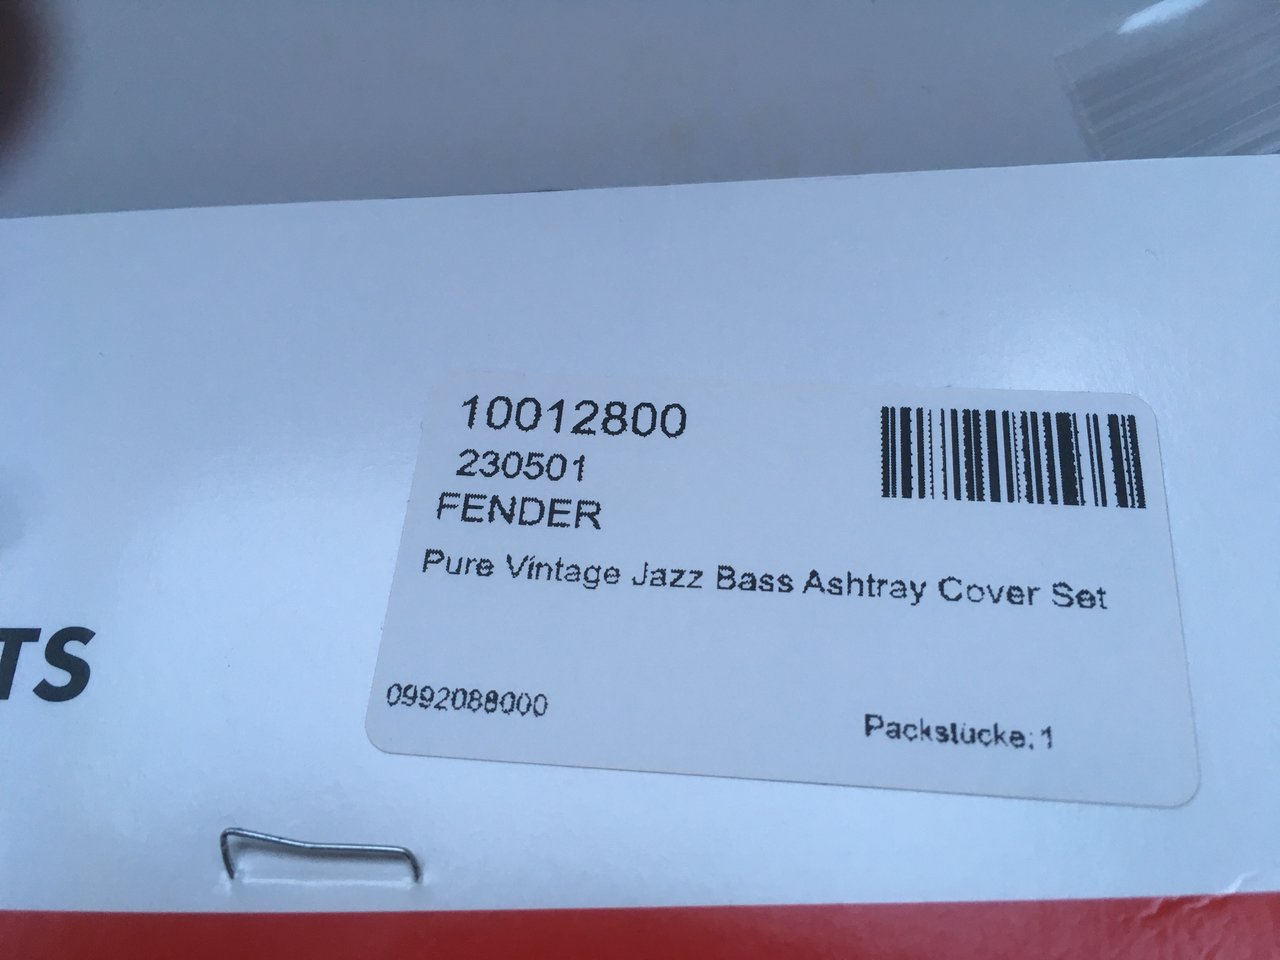 10012800
230501
FENDER
Pure Vintage Jazz Bass Ashtray Cover Set
TS
0992088000
Packstücke: 1